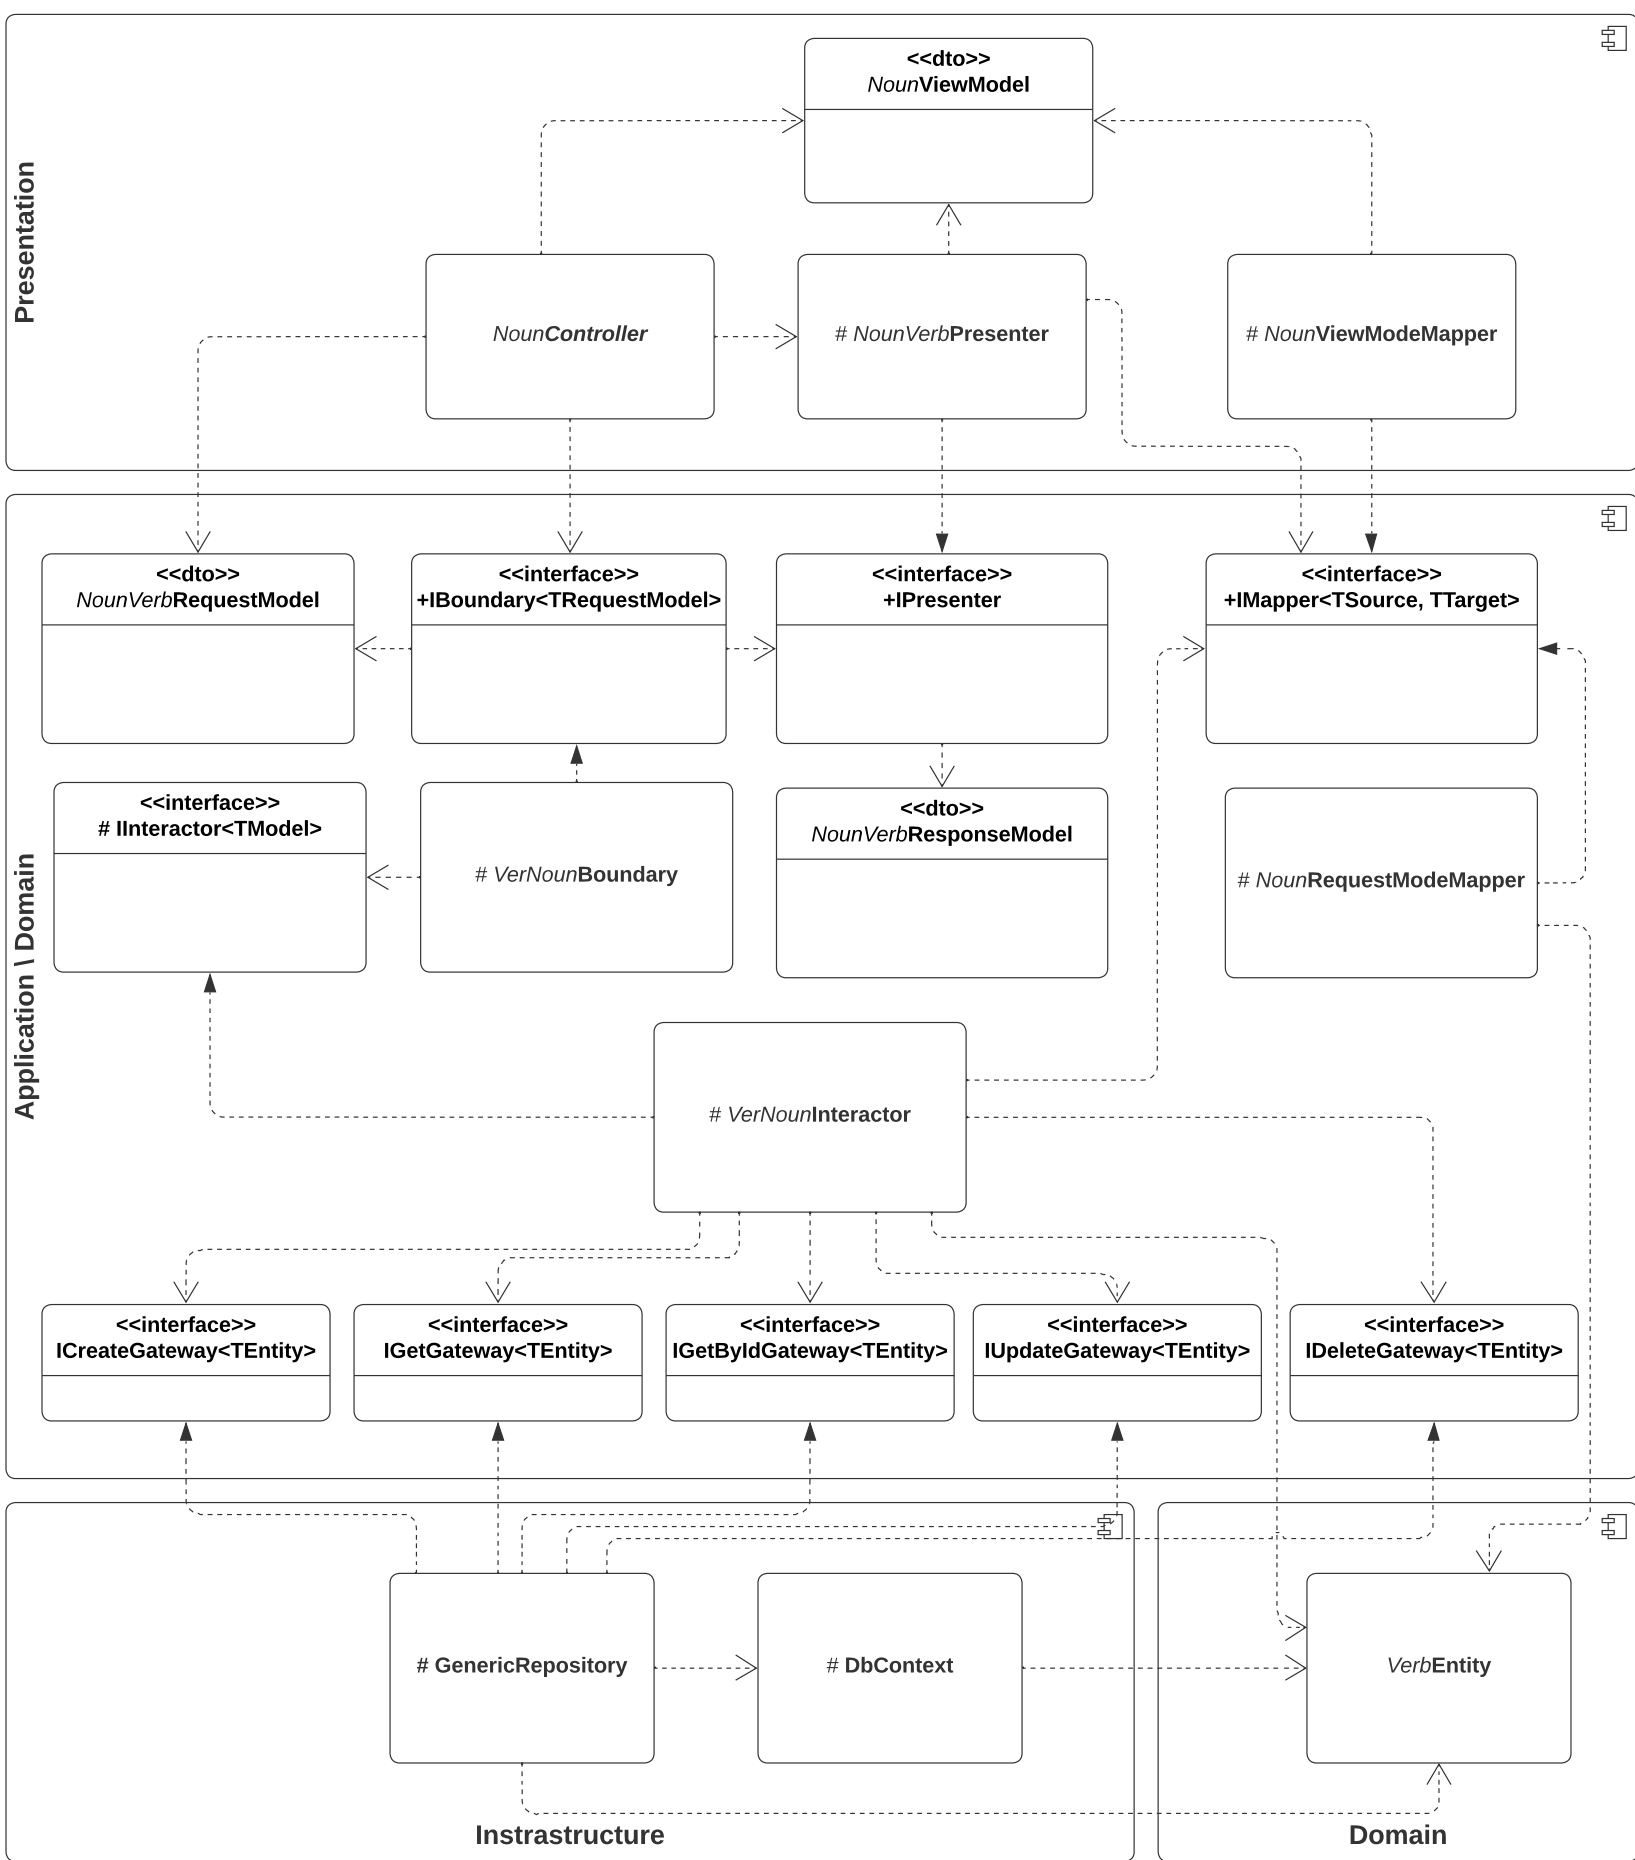 Presentation
<<dto>>
NounViewModel
NounController
# NounVerbPresenter
# NounViewModeMapper
Application \ Domain
<<dto>>
NounVerbRequestModel
<<interface>>
+IBoundary<TRequestModel>
<<interface>>
+IPresenter
<<interface>>
+IMapper<TSource, TTarget>
<<interface>>
# IInteractor<TModel>
# VerNounBoundary
<<dto>>
NounVerbResponseModel
# NounRequestModeMapper
# VerNounInteractor
<<interface>>
ICreateGateway<TEntity>
<<interface>>
IGetGateway<TEntity>
<<interface>>
IGetByIdGateway<TEntity>
<<interface>>
IUpdateGateway<TEntity>
<<interface>>
IDeleteGateway<TEntity>
# GenericRepository
# DbContext
VerbEntity
Instrastructure
Domain